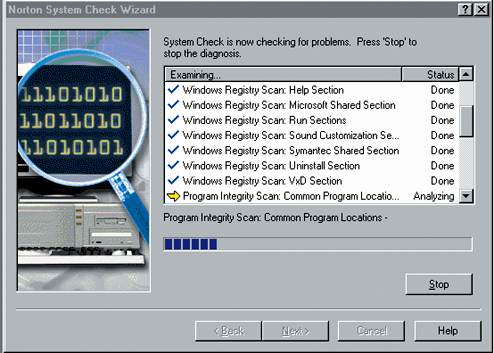 Norton System Check Wizard
System Check is now checking for problems. Press 'Stop' to
stop the diagnosis.
Examining... Status
Windows Registry Scan: Help Section Done
Windows Registry Scan: Microsoft Shared Section Done
Windows Registry Scan: Run Sections Done
Windows Registry Scan: Sound Customization Se... Done
Windows Registry Scan: Symantec Shared Section Done
Windows Registry Scan: Uninstall Section Done
Windows Registry Scan: VxD Section Done
Program Integrity Scan: Common Program Locatio... Analyzing
Program Integrity Scan: Common Program Locations -
11101010
11011010
11010101
Stop
< Back Next > Cancel Help